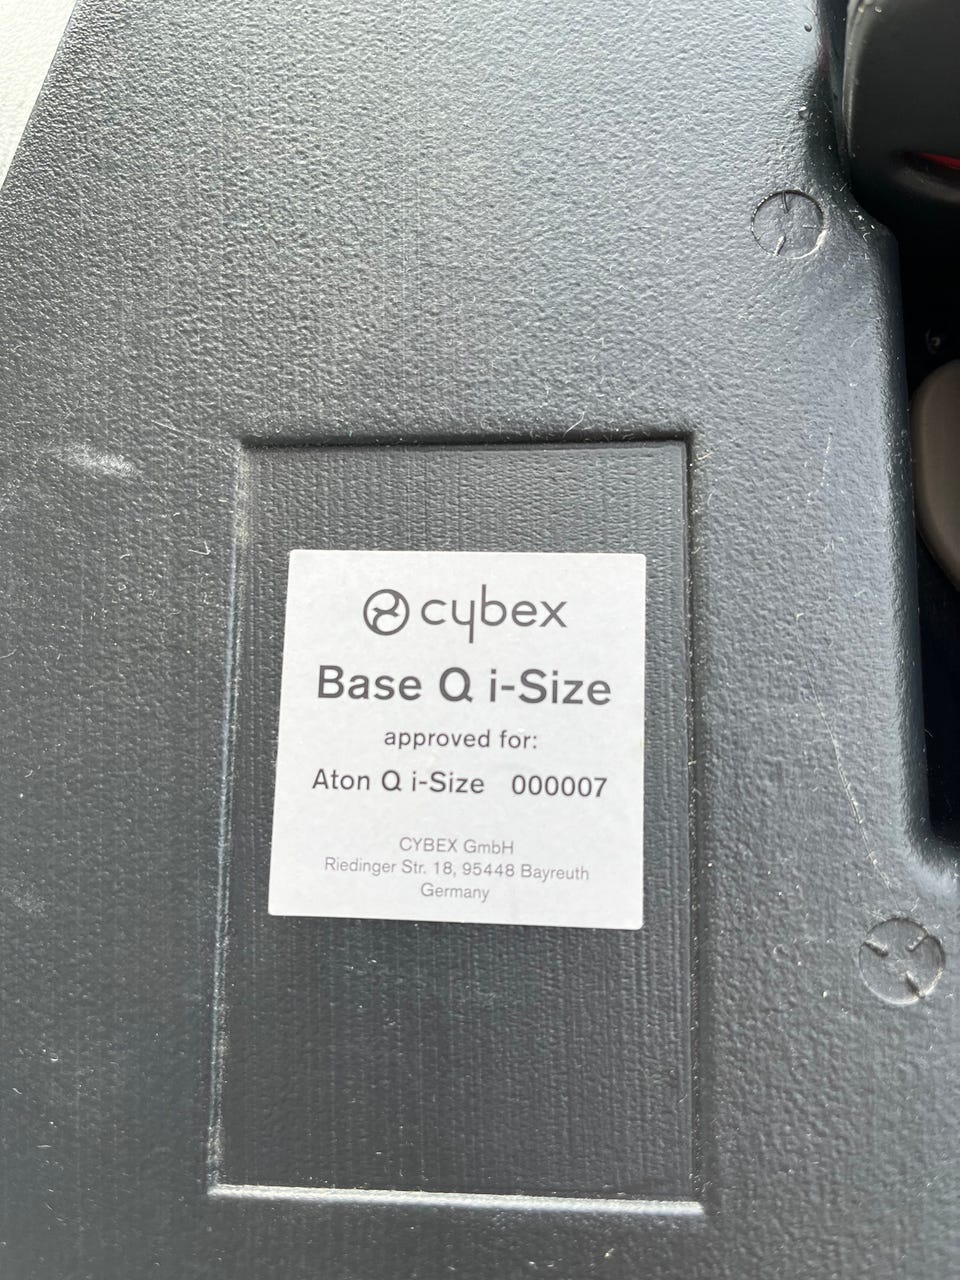 cybex
Base Q i-Size
approved for:
Aton Q i-Size 000007
CYBEX GmbH
Riedinger Str. 18, 95448 Bayreuth
Germany